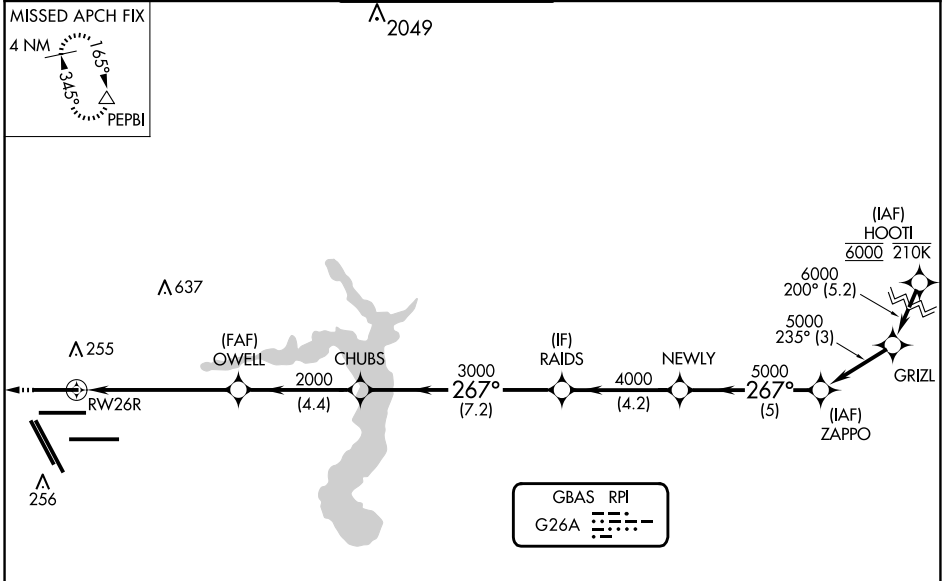 MISSED APCH FIX
4 NM
165°
345°
PEPBI
2049
(IAF)
HOOTI
6000 210K
6000
200° (5.2)
5000
235° (3)
GRIZL
637
255
(FAF)
OWELL
CHUBS
(IF)
RAIDS
NEWLY
2000
(4.4)
3000
267°
(7.2)
4000
(4.2)
5000
267°
(5)
(IAF)
ZAPPO
RW26R
256
GBAS RPI
G26A